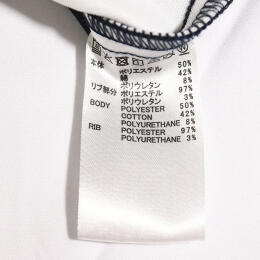 本体 ポリエステル 50%
綿 42%
ポリウレタン 8%
リブ部分 ポリエステル 97%
ポリウレタン 3%
BODY POLYESTER 50%
COTTON 42%
POLYURETHANE 8%
RIB POLYESTER 97%
POLYURETHANE 3%